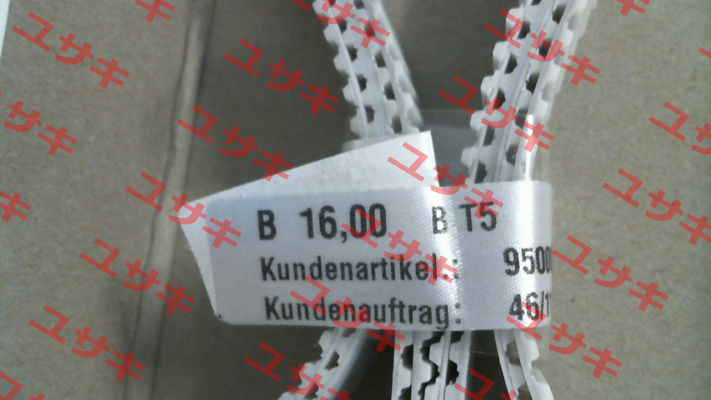 B 16,00 B T5
Kundenartikel.: 9500
Kundenauftrag: 46/1
ユサキ